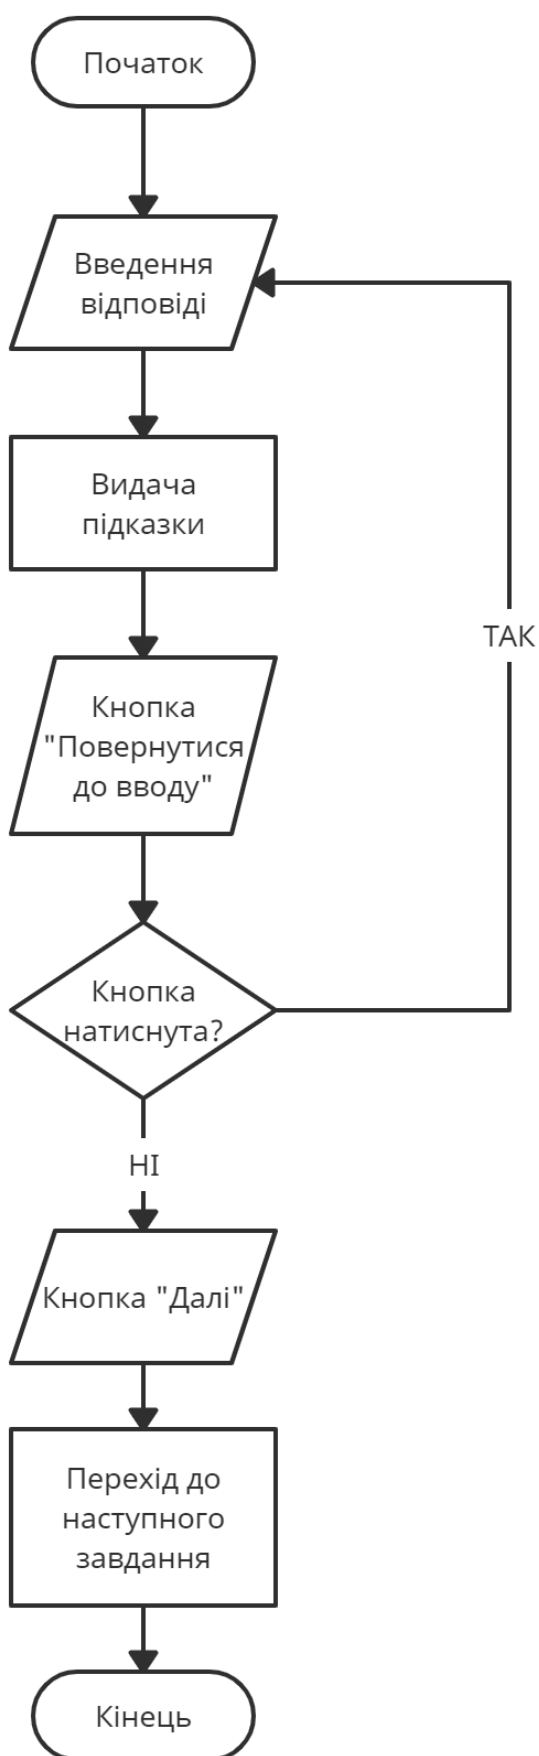 Початок
Введення
відповіді
Видача
підказки
Кнопка
"Повернутися
до вводу"
Кнопка
натиснута?
ТАК
НІ
Кнопка "Далі"
Перехід до
наступного
завдання
Кінець